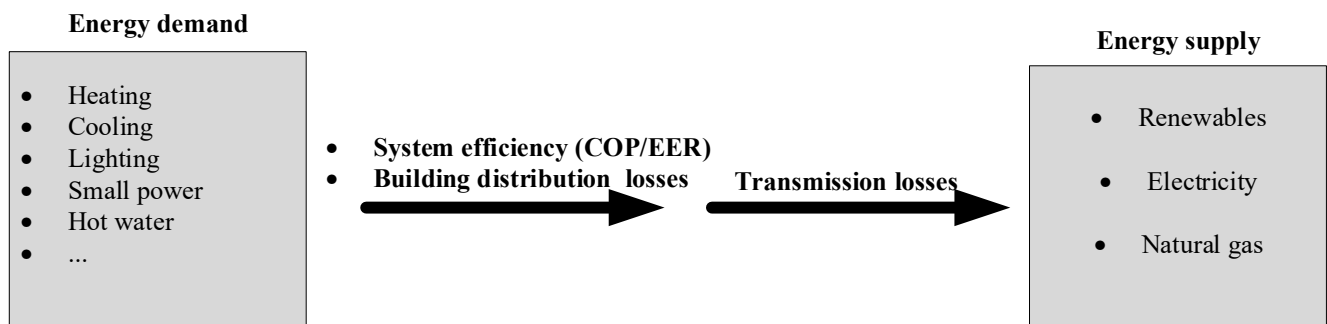 Energy demand
• Heating
• Cooling
• Lighting
• Small power
• Hot water
• ...
• System efficiency (COP/EER)
• Building distribution losses
Transmission losses
Energy supply
• Renewables
• Electricity
• Natural gas